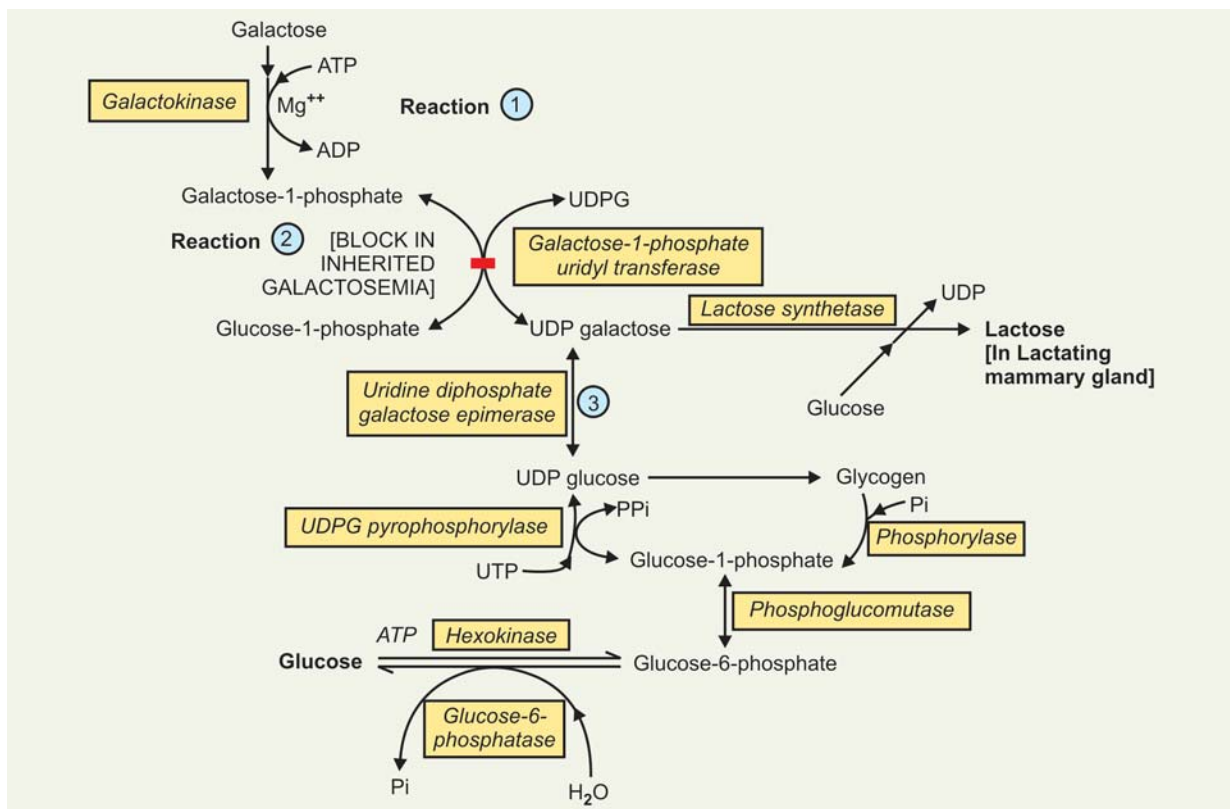 Galactose
ATP
Galactokinase
Mg++
Reaction 1
ADP
Galactose-1-phosphate
UDPG
Reaction 2
[BLOCK IN
INHERITED
GALACTOSEMIA]
Galactose-1-phosphate
uridyl transferase
Glucose-1-phosphate
UDP galactose
Lactose synthetase
UDP
Lactose
[In Lactating
mammary gland]
Glucose
Uridine diphosphate
galactose epimerase
3
UDP glucose
Glycogen
UDPG pyrophosphorylase
PPi
Pi
Phosphorylase
UTP
Glucose-1-phosphate
Phosphoglucomutase
ATP
Hexokinase
Glucose
Glucose-6-phosphate
Glucose-6-
phosphatase
Pi
H2O